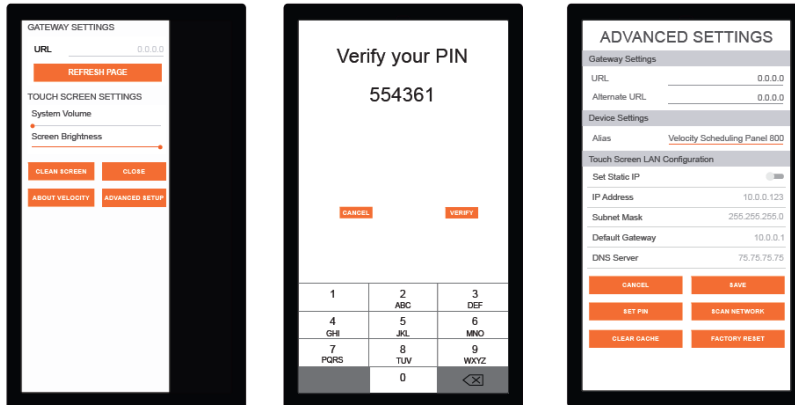 GATEWAY SETTINGS
URL 0.0.0.0
REFRESH PAGE
TOUCH SCREEN SETTINGS
System Volume
Screen Brightness
CLEAN SCREEN CLOSE
ABOUT VELOCITY ADVANCED SETUP
Verify your PIN
554361
CANCEL VERIFY
1 2 3
ABC DEF
4 5 6
GHI JKL MNO
7 8 9
PQRS TUV WXYZ
0
ADVANCED SETTINGS
Gateway Settings
URL 0.0.0.0
Alternate URL 0.0.0.0
Device Settings
Alias Velocity Scheduling Panel 800
Touch Screen LAN Configuration
Set Static IP
IP Address 10.0.0.123
Subnet Mask 255.255.255.0
Default Gateway 10.0.0.1
DNS Server 75.75.75.75
CANCEL SAVE
SET PIN SCAN NETWORK
CLEAR CACHE FACTORY RESET